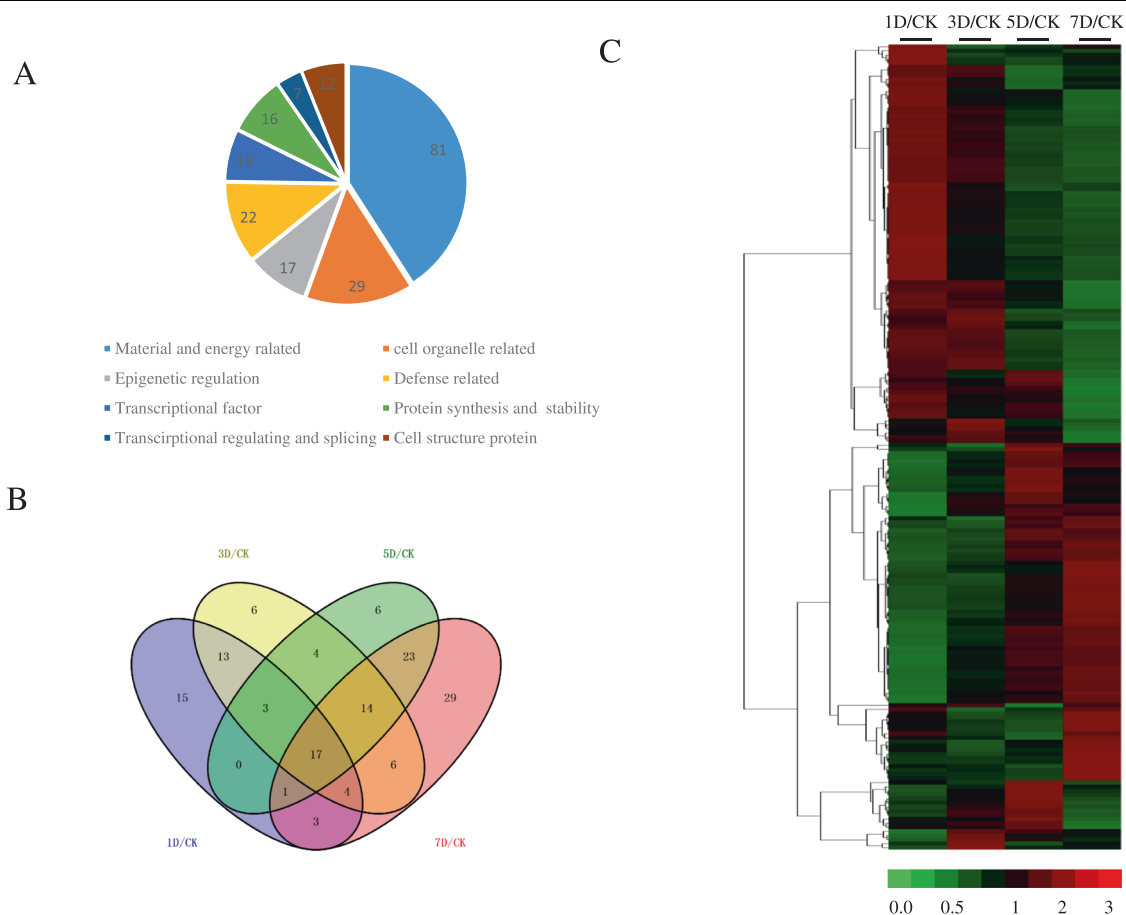 A
12
7
16
81
14
22
17
29
Material and energy ralated
cell organelle related
Epigenetic regulation
Defense related
Transcriptional factor
Protein synthesis and stability
Transcirptional regulating and splicing
Cell structure protein
B
3D/CK
5D/CK
6
6
13
4
23
15
3
14
29
17
0
6
1
4
3
1D/CK
7D/CK
C
1D/CK 3D/CK 5D/CK 7D/CK
0.0 0.5 1 2 3